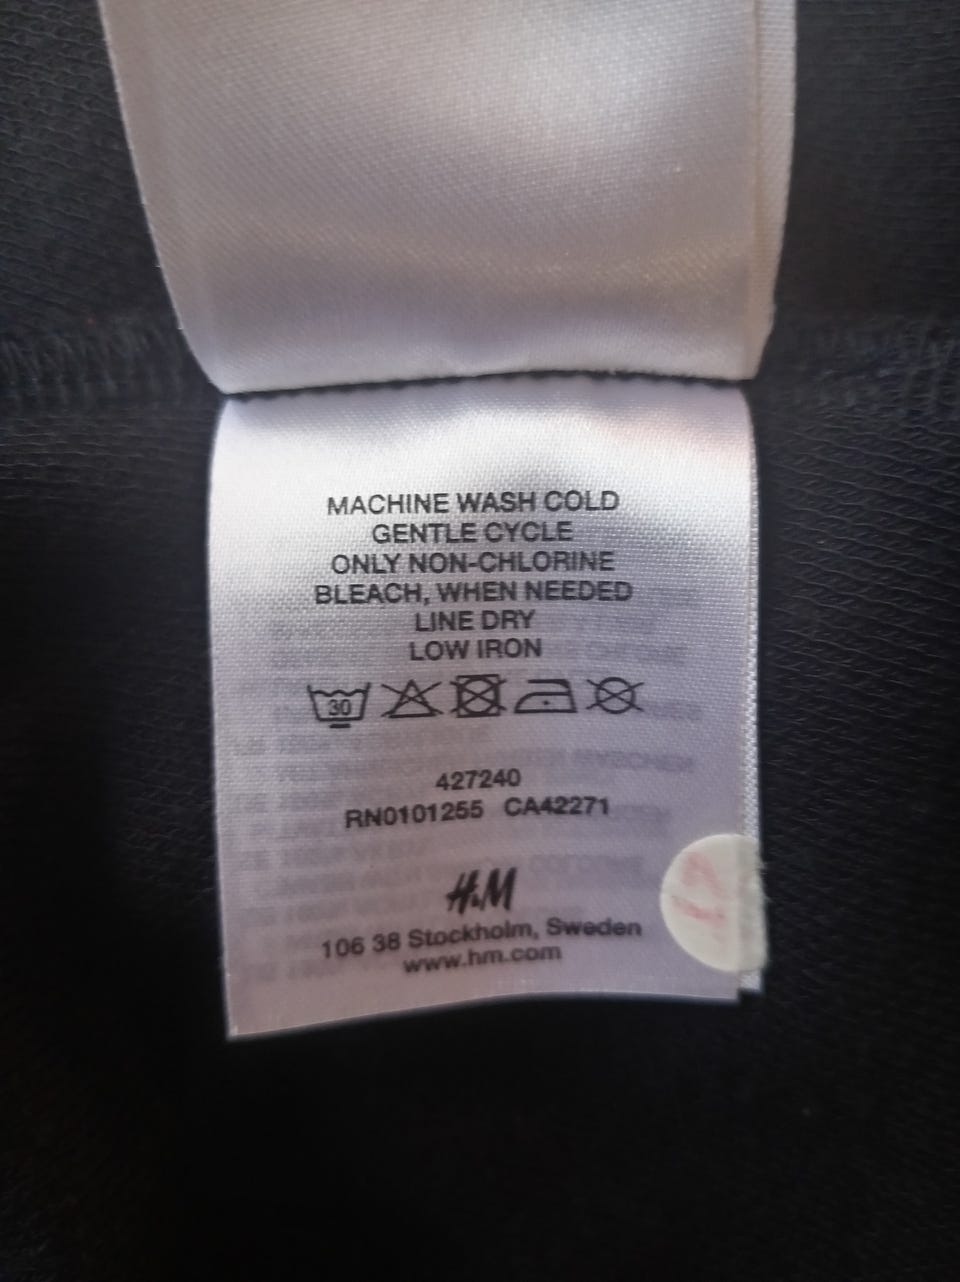 MACHINE WASH COLD
GENTLE CYCLE
ONLY NON-CHLORINE
BLEACH, WHEN NEEDED
LINE DRY
LOW IRON
30
427240
RN0101255 CA42271
H&M
106 38 Stockholm, Sweden
www.hm.com